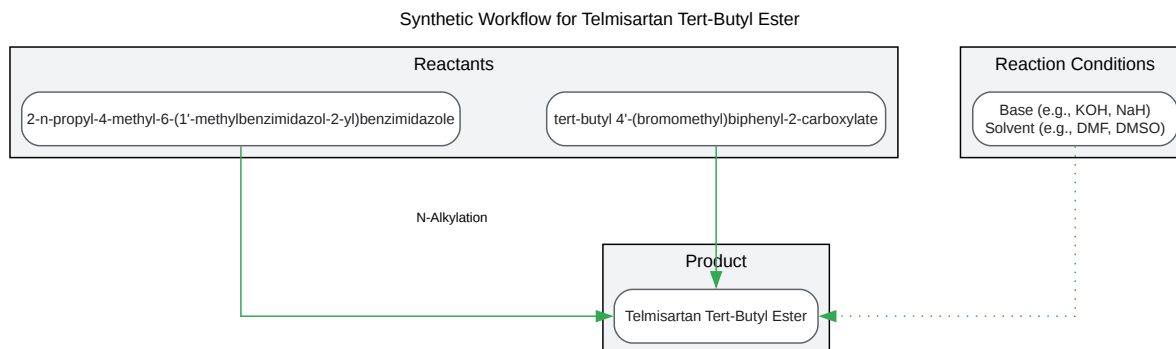 Synthetic Workflow for Telmisartan Tert-Butyl Ester
Reactants
Reaction Conditions
2-n-propyl-4-methyl-6-(1'-methylbenzimidazol-2-yl)benzimidazole
tert-butyl 4'-(bromomethyl)biphenyl-2-carboxylate
Base (e.g., KOH, NaH)
Solvent (e.g., DMF, DMSO)
N-Alkylation
Product
Telmisartan Tert-Butyl Ester